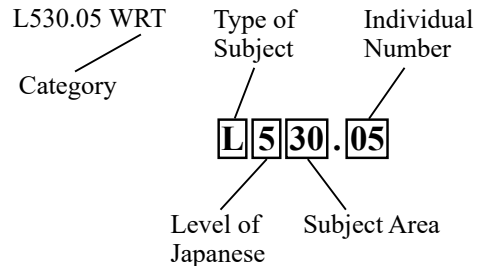 L530.05 WRT
Category
Type of
Subject
Individual
Number
L 5 30 . 05
Level of
Japanese
Subject Area